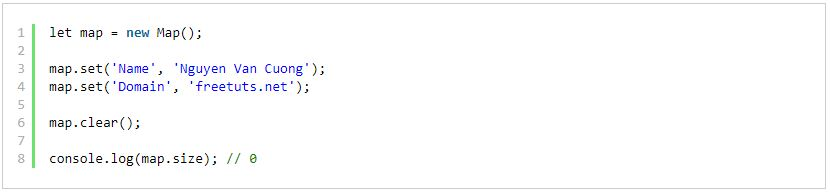 1 let map = new Map();
2
3 map.set('Name', 'Nguyen Van Cuong');
4 map.set('Domain', 'freetuts.net');
5
6 map.clear();
7
8 console.log(map.size); // 0